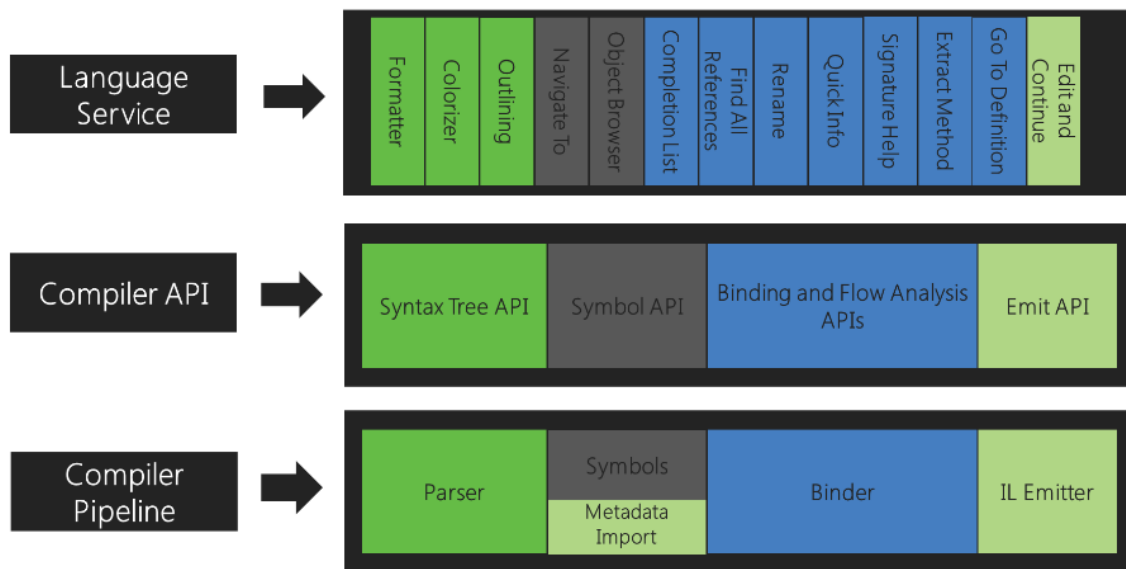 Language
Service
Formatter
Colorizer
Outlining
Navigate To
Object Browser
Completion List
Find All
References
Rename
Quick Info
Signature Help
Extract Method
Go To Definition
Edit and
Continue
Compiler API
Syntax Tree API
Symbol API
Binding and Flow Analysis
APIs
Emit API
Compiler
Pipeline
Parser
Symbols
Metadata
Import
Binder
IL Emitter